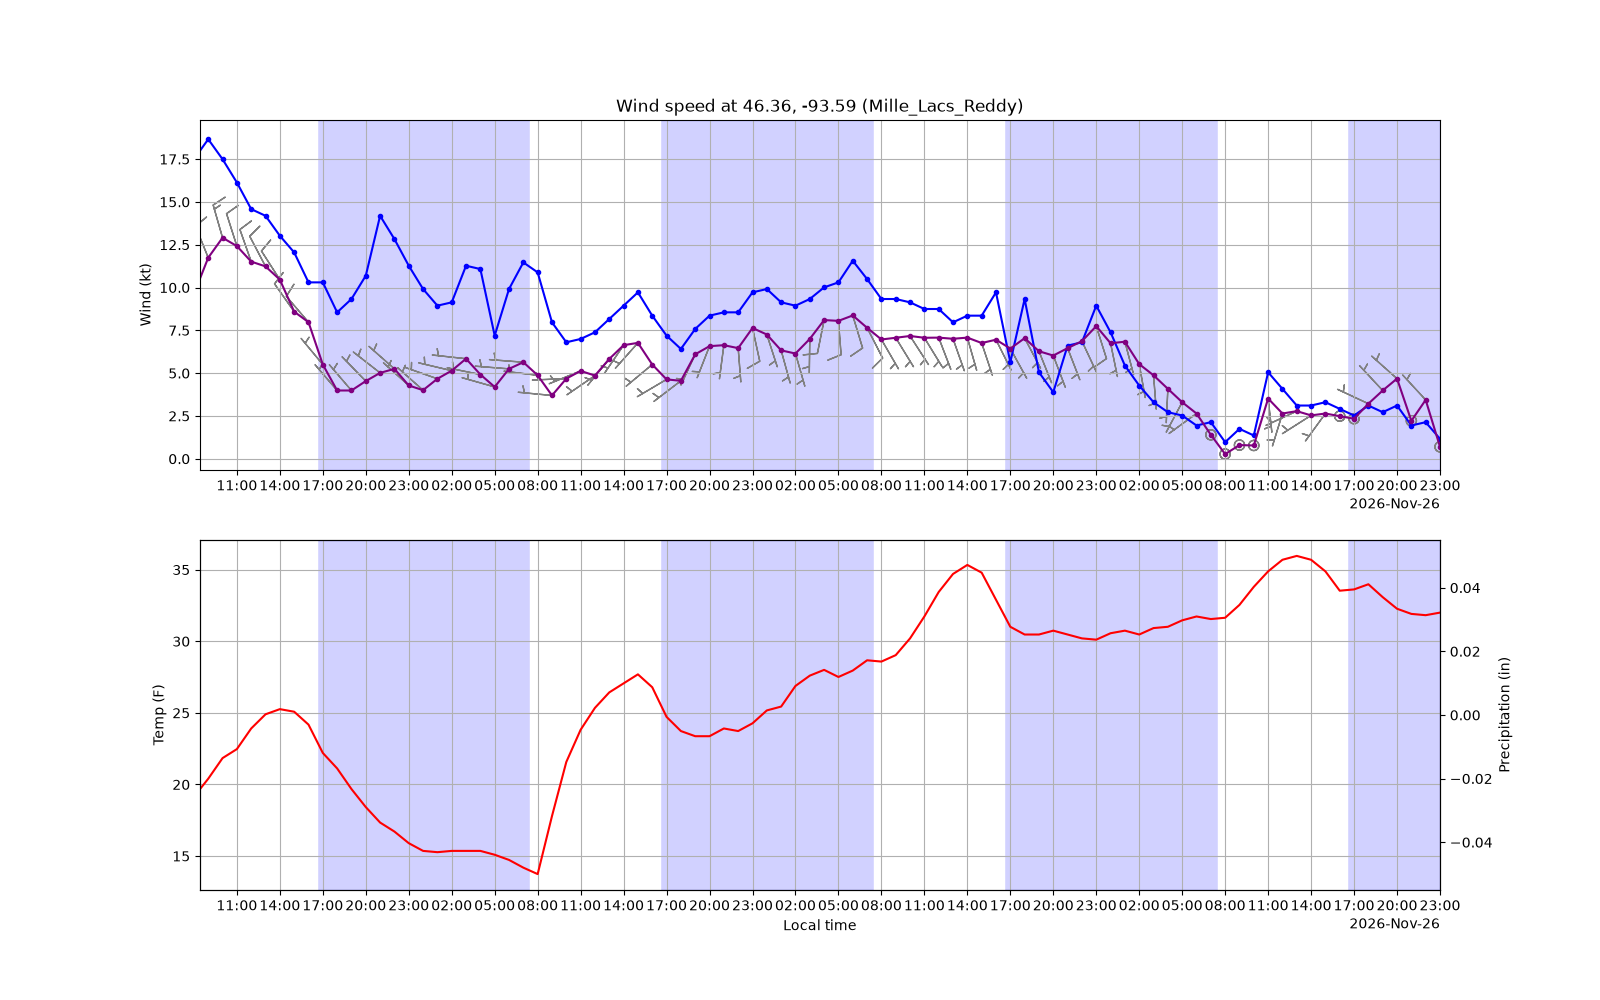 Wind speed at 46.36, -93.59 (Mille_Lacs_Reddy)
Wind (kt)
17.5
15.0
12.5
10.0
7.5
5.0
2.5
0.0
11:00 14:00 17:00 20:00 23:00 02:00 05:00 08:00 11:00 14:00 17:00 20:00 23:00 02:00 05:00 08:00 11:00 14:00 17:00 20:00 23:00 02:00 05:00 08:00 11:00 14:00 17:00 20:00 23:00
2026-Nov-26
Temp (F)
35
30
25
20
15
0.04
0.02
0.00
−0.02
−0.04
Precipitation (in)
11:00 14:00 17:00 20:00 23:00 02:00 05:00 08:00 11:00 14:00 17:00 20:00 23:00 02:00 05:00 08:00 11:00 14:00 17:00 20:00 23:00 02:00 05:00 08:00 11:00 14:00 17:00 20:00 23:00
Local time
2026-Nov-26